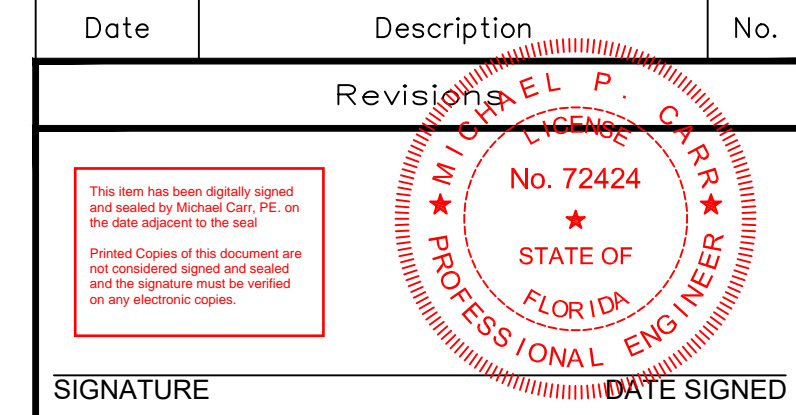 Date Description No.
Revisions
This item has been digitally signed
and sealed by Michael Carr, PE. on
the date adjacent to the seal
Printed Copies of this document are
not considered signed and sealed
and the signature must be verified
on any electronic copies.
MICHAEL P. CARR
LICENSE
No. 72424
STATE OF
FLORIDA
PROFESSIONAL ENGINEER
SIGNATURE DATE SIGNED